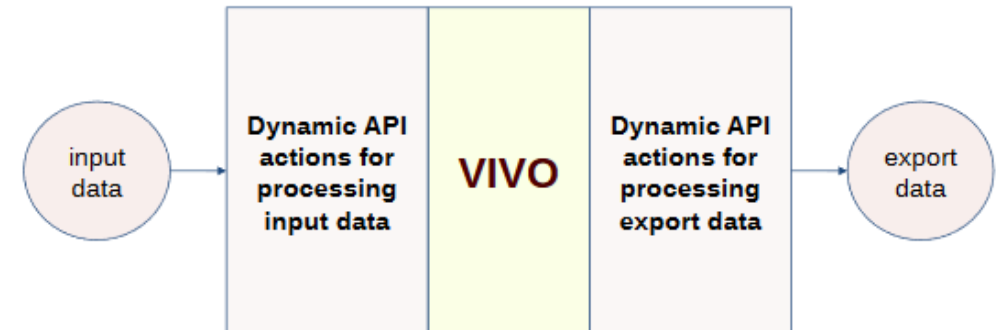 input
data
Dynamic API
actions for
processing
input data
VIVO
Dynamic API
actions for
processing
export data
export
data